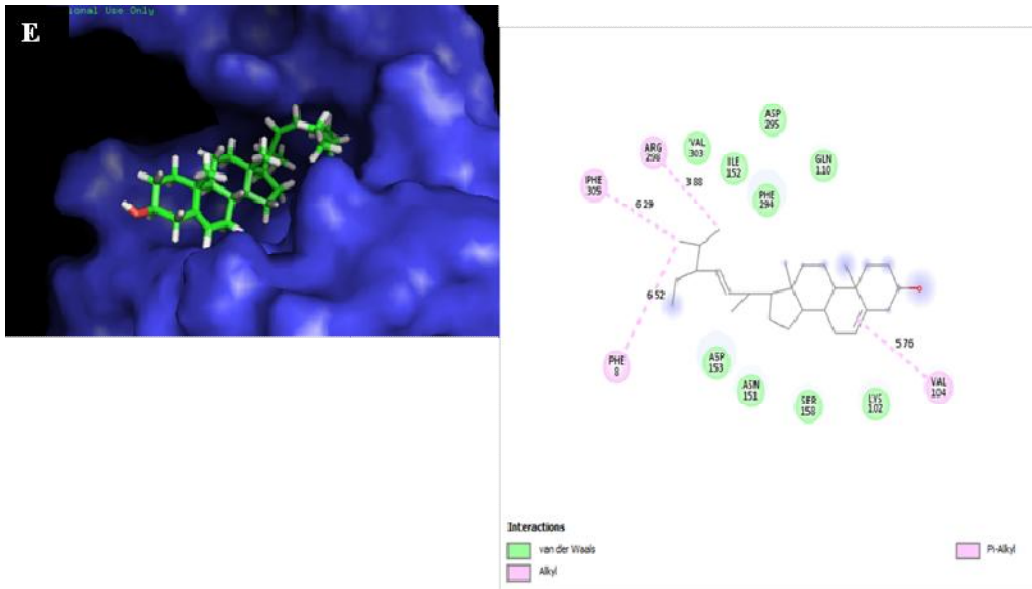 ional Use Only
E
ASP
295
ARG
298
VAL
303
ILE
152
GLN
110
PHE
305
3.88
PHE
294
6.29
6.52
5.76
PHE
8
ASP
153
ASN
151
SER
158
LYS
102
VAL
104
Interactions
van der Waals
Alkyl
Pi-Alkyl